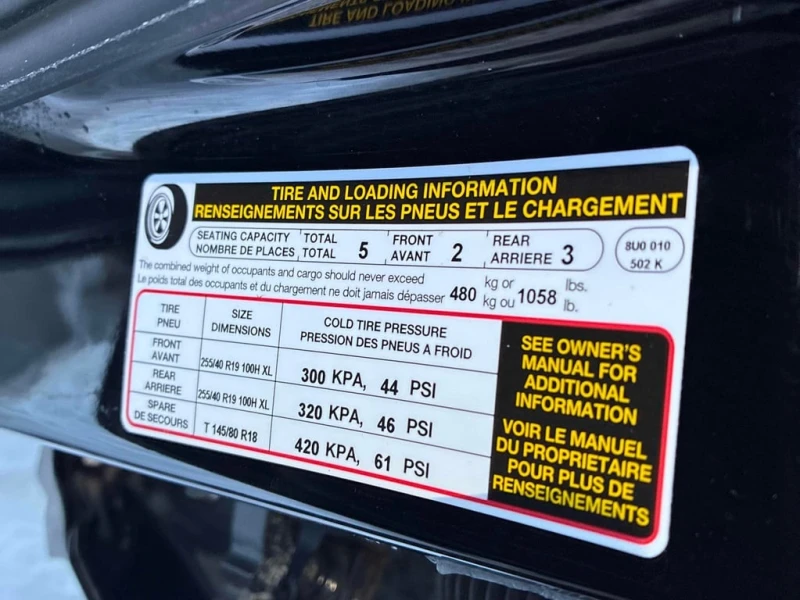 TIRE AND LOADING INFORMATION
RENSEIGNEMENTS SUR LES PNEUS ET LE CHARGEMENT
SEATING CAPACITY TOTAL 5 FRONT 2 REAR 3
NOMBRE DE PLACES TOTAL AVANT ARRIERE
8U0 010
502 K
The combined weight of occupants and cargo should never exceed 480 kg or 1058 lbs.
Le poids total des occupants et du chargement ne doit jamais dépasser kg ou lb.
TIRE SIZE COLD TIRE PRESSURE
PNEU DIMENSIONS PRESSION DES PNEUS A FROID
FRONT
AVANT 255/40 R19 100H XL 300 KPA, 44 PSI
REAR
ARRIERE 255/40 R19 100H XL 320 KPA, 46 PSI
SPARE
DE SECOURS T 145/80 R18 420 KPA, 61 PSI
SEE OWNER'S
MANUAL FOR
ADDITIONAL
INFORMATION
VOIR LE MANUEL
DU PROPRIETAIRE
POUR PLUS DE
RENSEIGNEMENTS